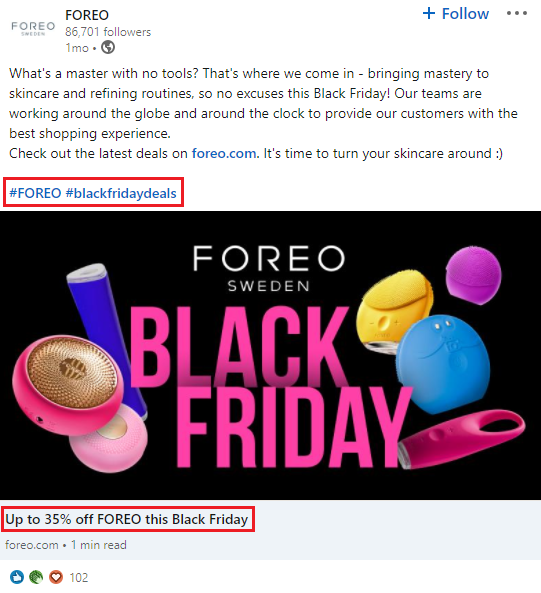 FOREO
SWEDEN
FOREO
86,701 followers
1mo •
+ Follow •••
What's a master with no tools? That's where we come in - bringing mastery to
skincare and refining routines, so no excuses this Black Friday! Our teams are
working around the globe and around the clock to provide our customers with the
best shopping experience.
Check out the latest deals on foreo.com. It's time to turn your skincare around :)
#FOREO #blackfridaydeals
FOREO
SWEDEN
BLACK
FRIDAY
Up to 35% off FOREO this Black Friday
foreo.com • 1 min read
102